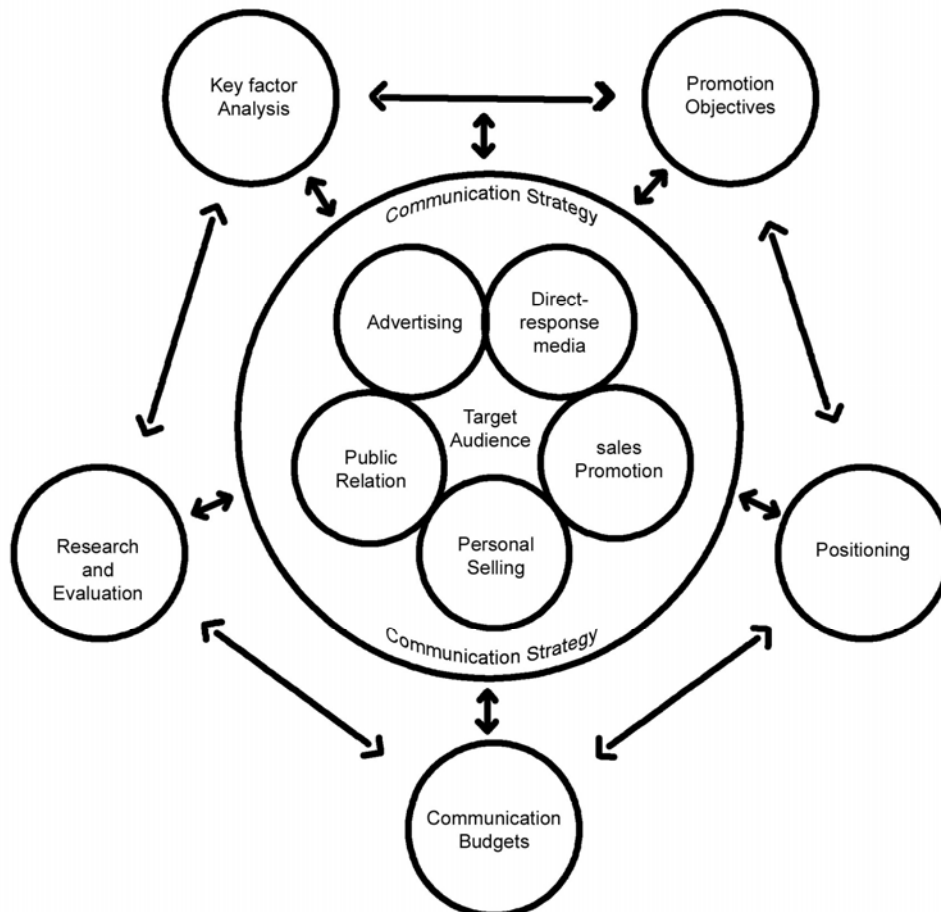 Key factor
Analysis
Promotion
Objectives
Communication Strategy
Advertising
Direct-
response
media
Target
Audience
Public
Relation
sales
Promotion
Personal
Selling
Research
and
Evaluation
Positioning
Communication Strategy
Communication
Budgets